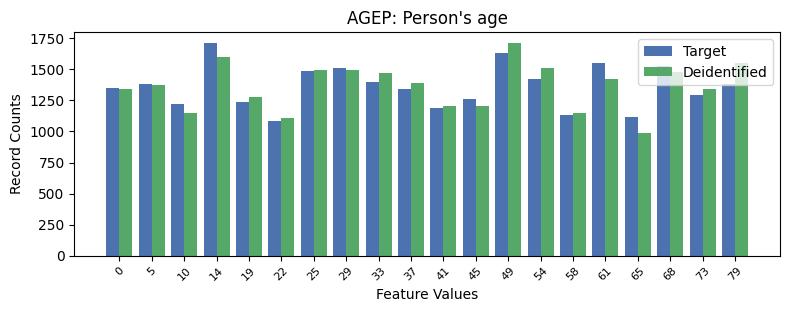 AGEP: Person's age
1750
1500
1250
1000
750
500
250
0
Record Counts
Target
Deidentified
0 5 10 14 19 22 25 29 33 37 41 45 49 54 58 61 65 68 73 79
Feature Values